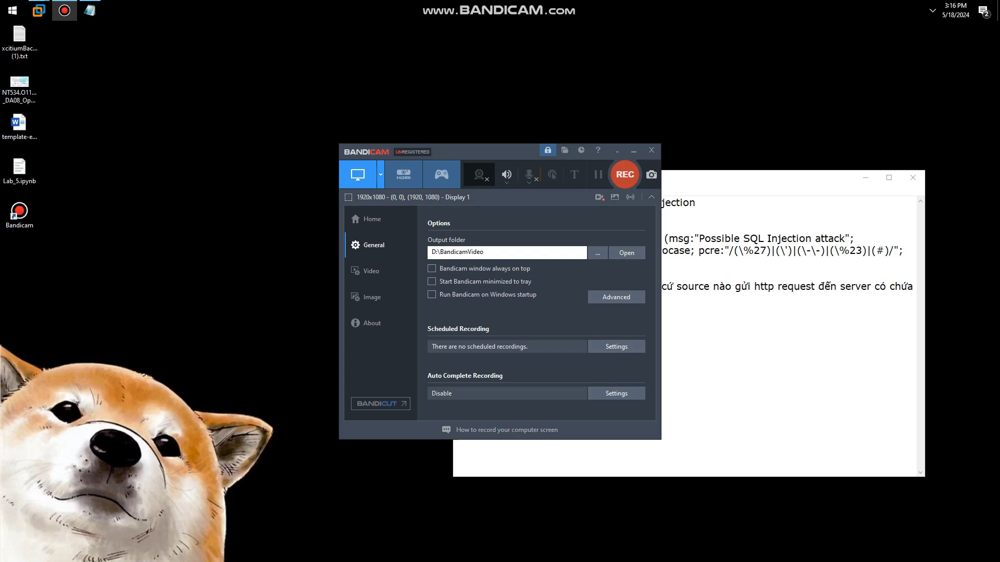 www.BANDICAM.com
3:16 PM
5/18/2024
2
xcitiumBac...
(1).txt
NT534.O11...
_DA08_Op...
template-e...
Lab_5.ipynb
Bandicam
BANDICAM
UNREGISTERED
HDMI
REC
1920x1080 - (0, 0), (1920, 1080) - Display 1
Home
General
Video
Image
About
BANDICUT
Options
Output folder
D:\BandicamVideo
...
Open
Bandicam window always on top
Start Bandicam minimized to tray
Run Bandicam on Windows startup
Advanced
Scheduled Recording
There are no scheduled recordings.
Settings
Auto Complete Recording
Disable
Settings
How to record your computer screen
jection
(msg:"Possible SQL Injection attack";
ocase; pcre:"/(\%27)|(\')|(\-\-)|(\%23)|(#)/";
cứ source nào gửi http request đến server có chứa